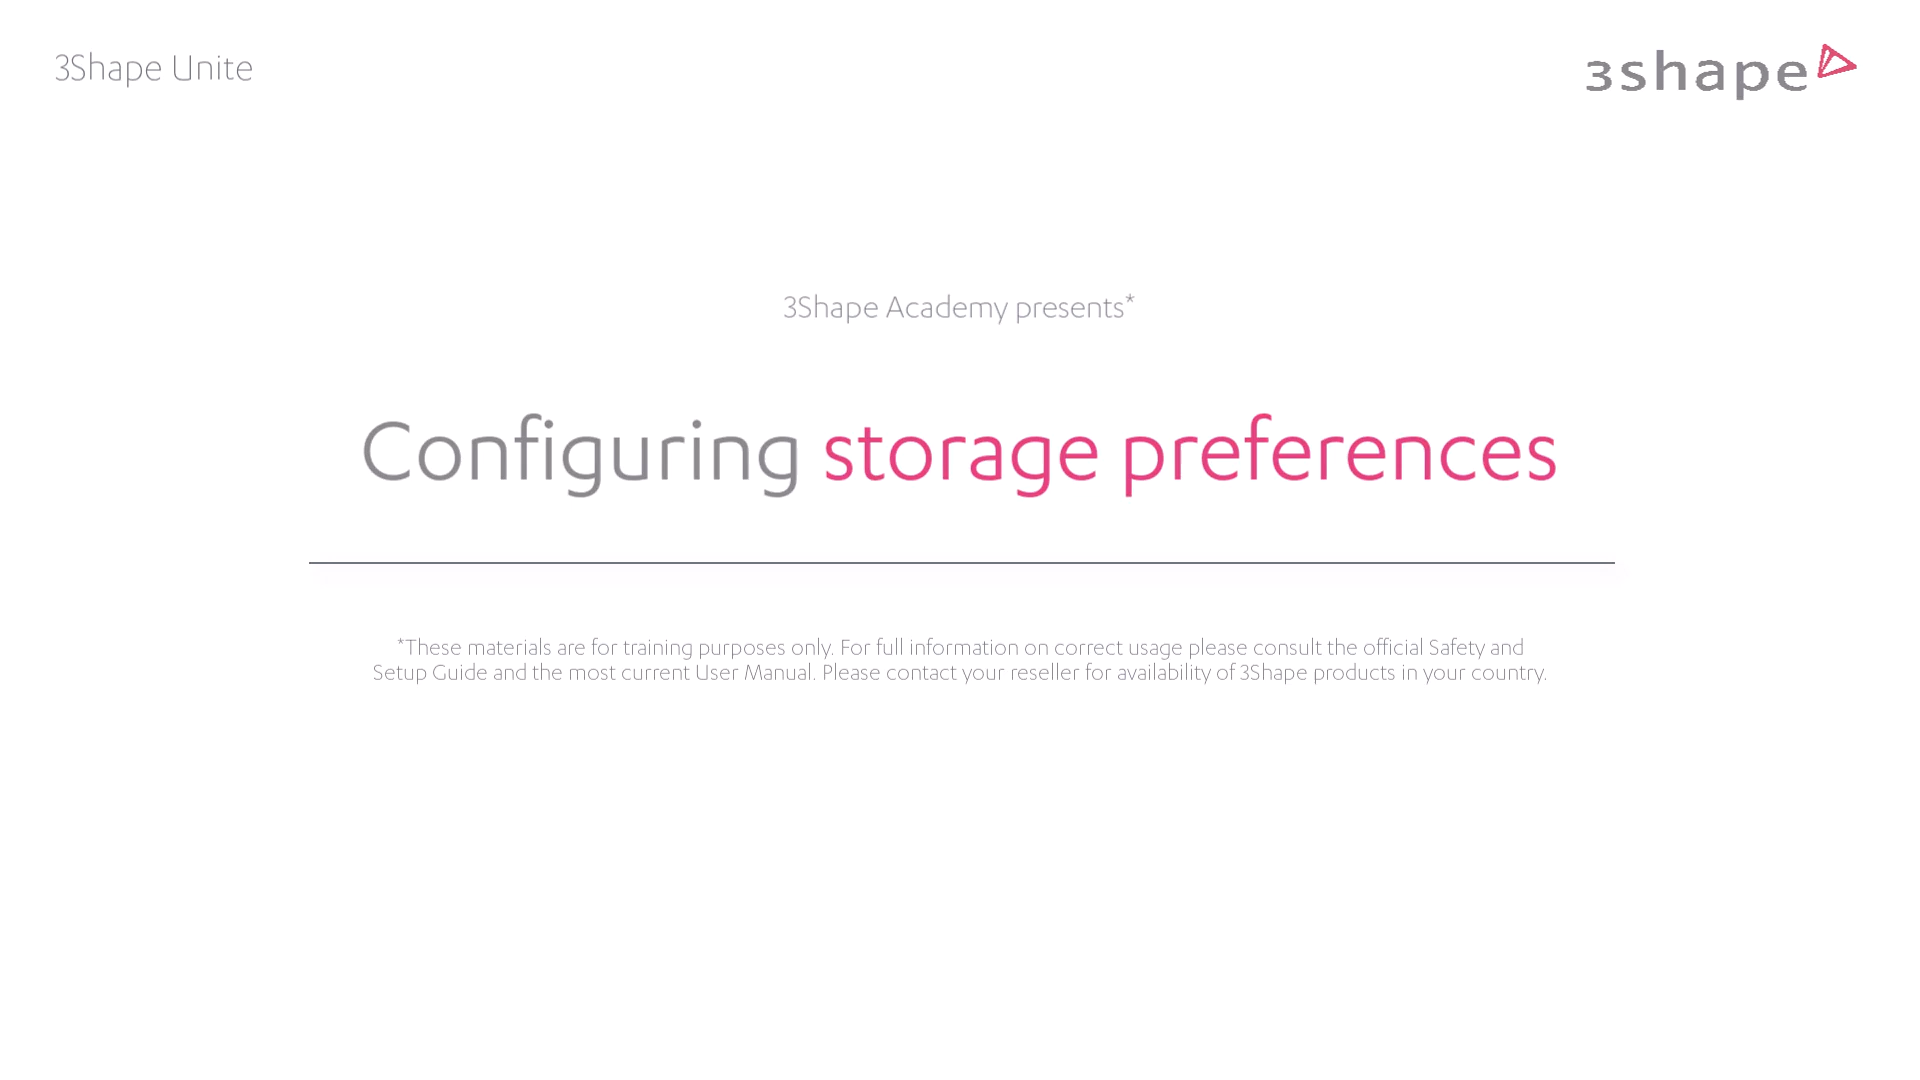 3Shape Unite
3shape
3Shape Academy presents*
Configuring storage preferences
*These materials are for training purposes only. For full information on correct usage please consult the official Safety and
Setup Guide and the most current User Manual. Please contact your reseller for availability of 3Shape products in your country.